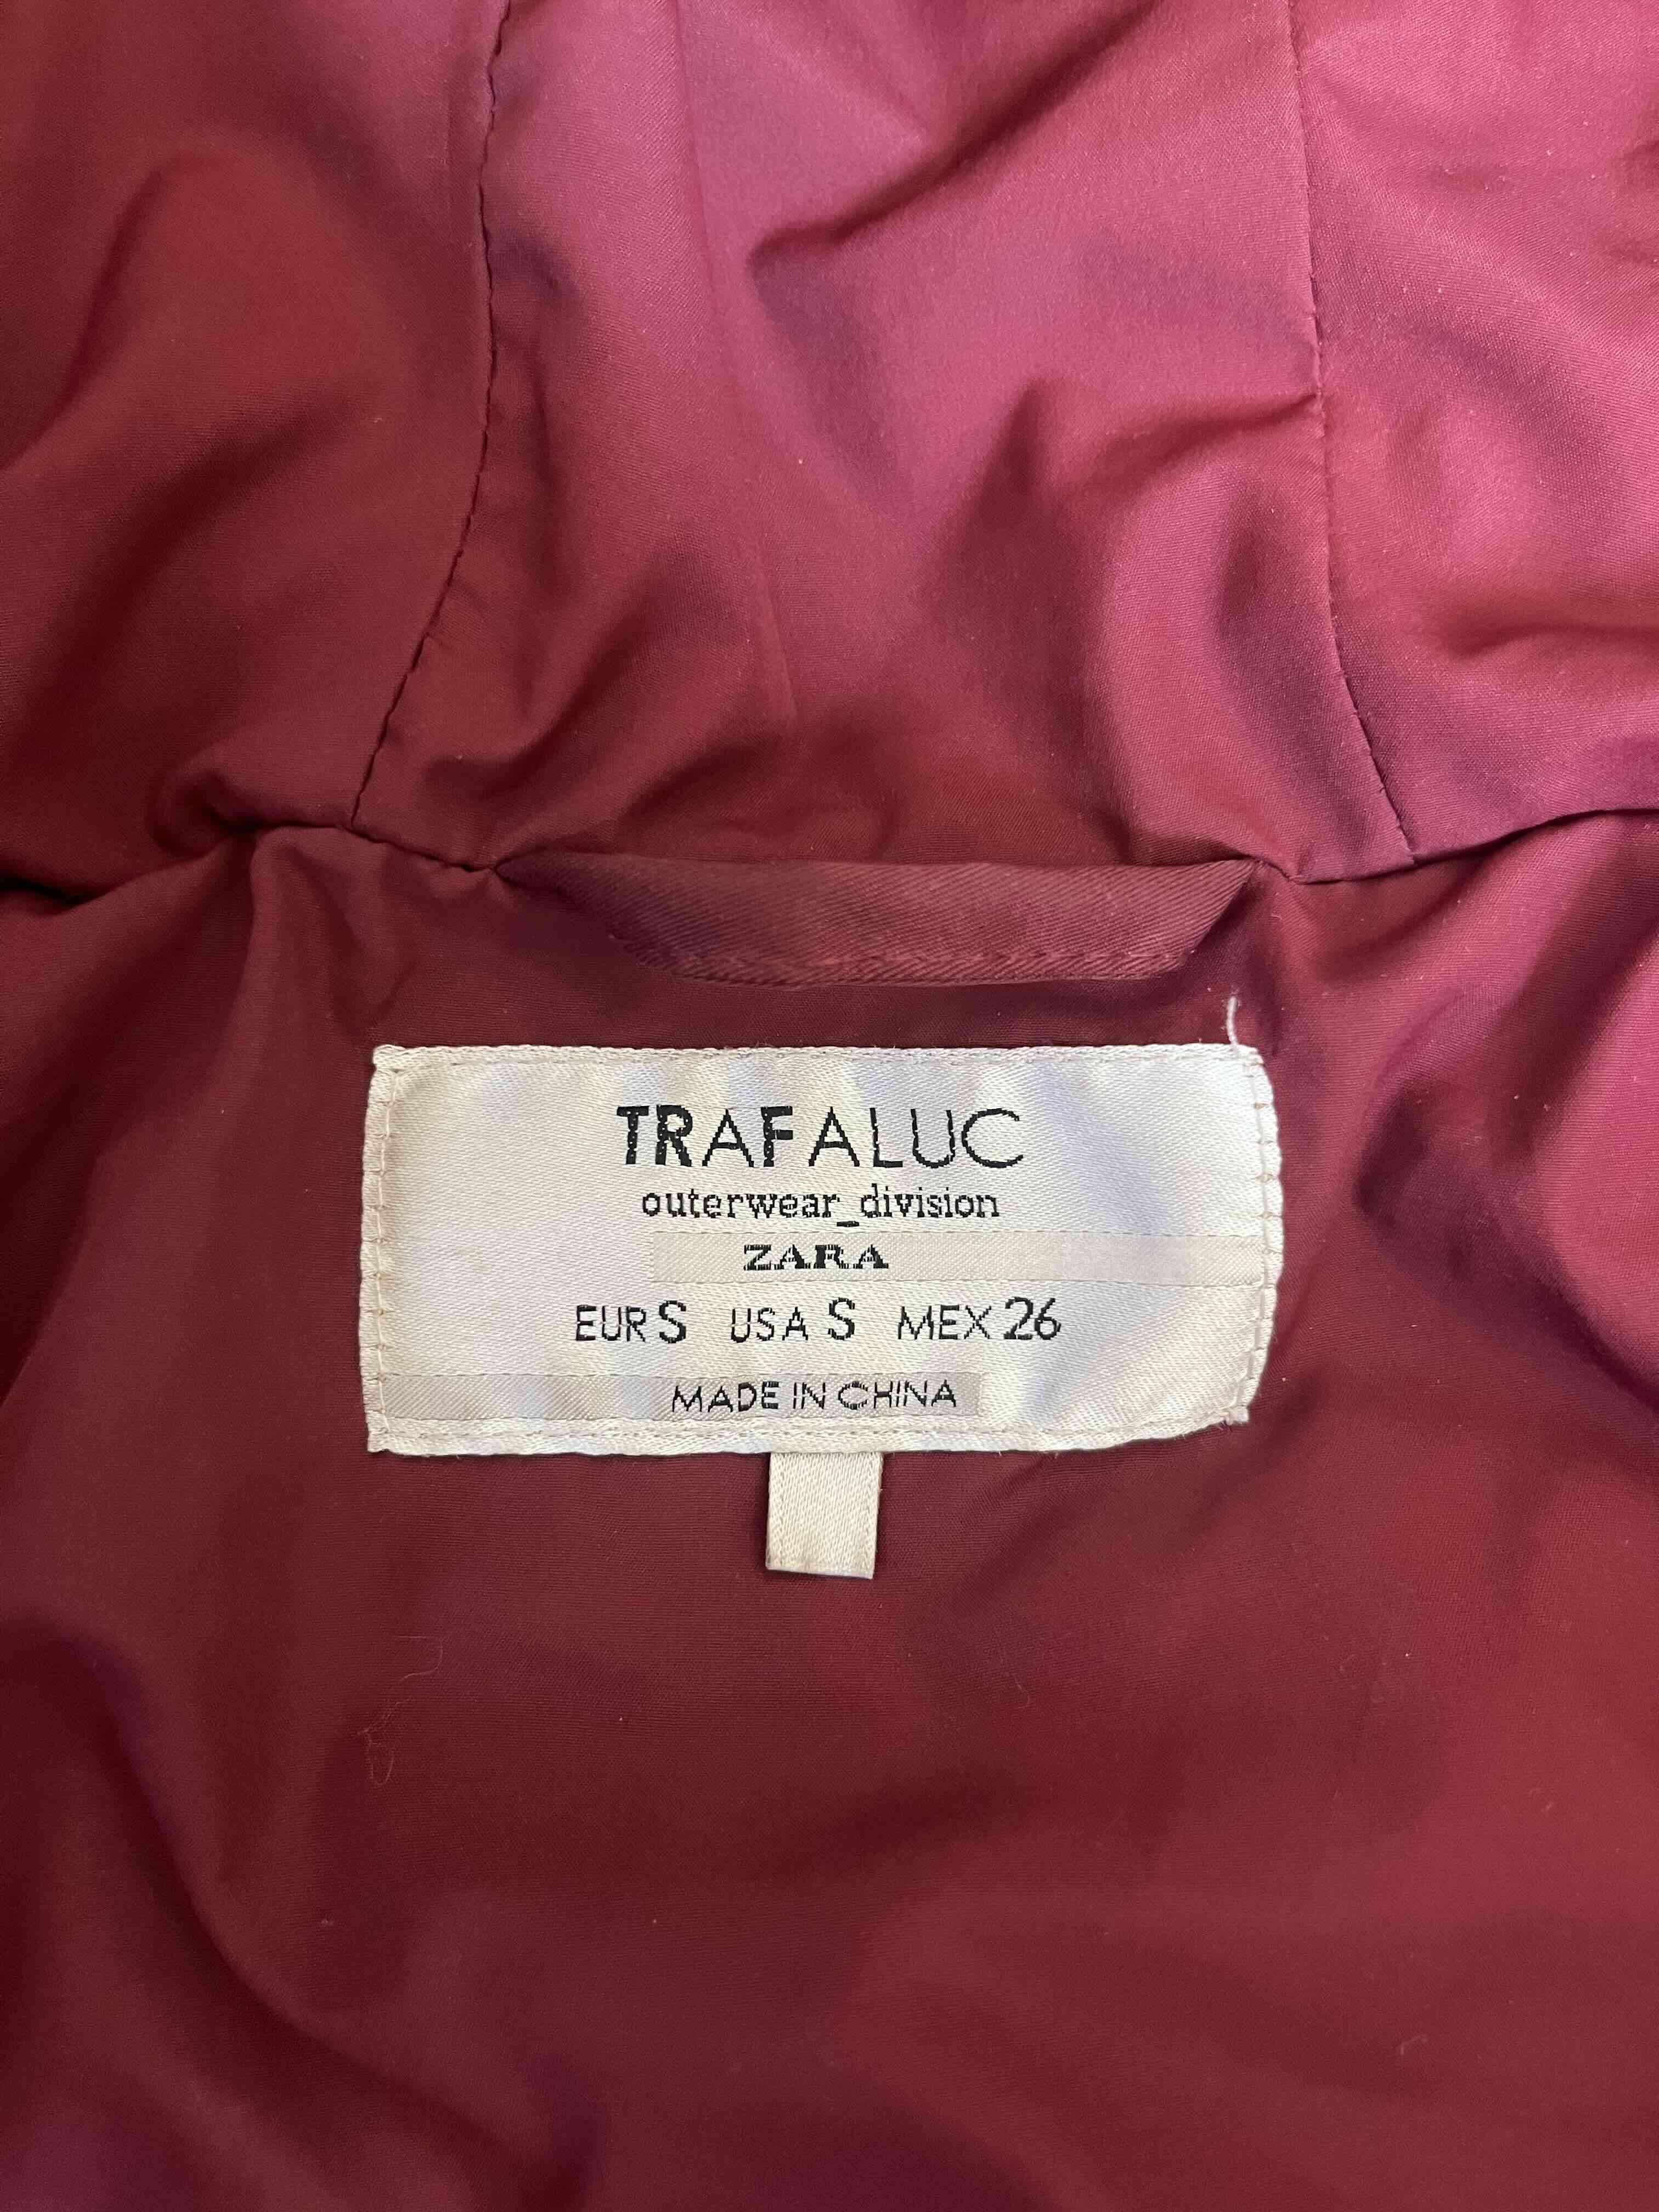 TRAFALUC
outerwear_division
ZARA
EUR S USA S MEX 26
MADE IN CHINA